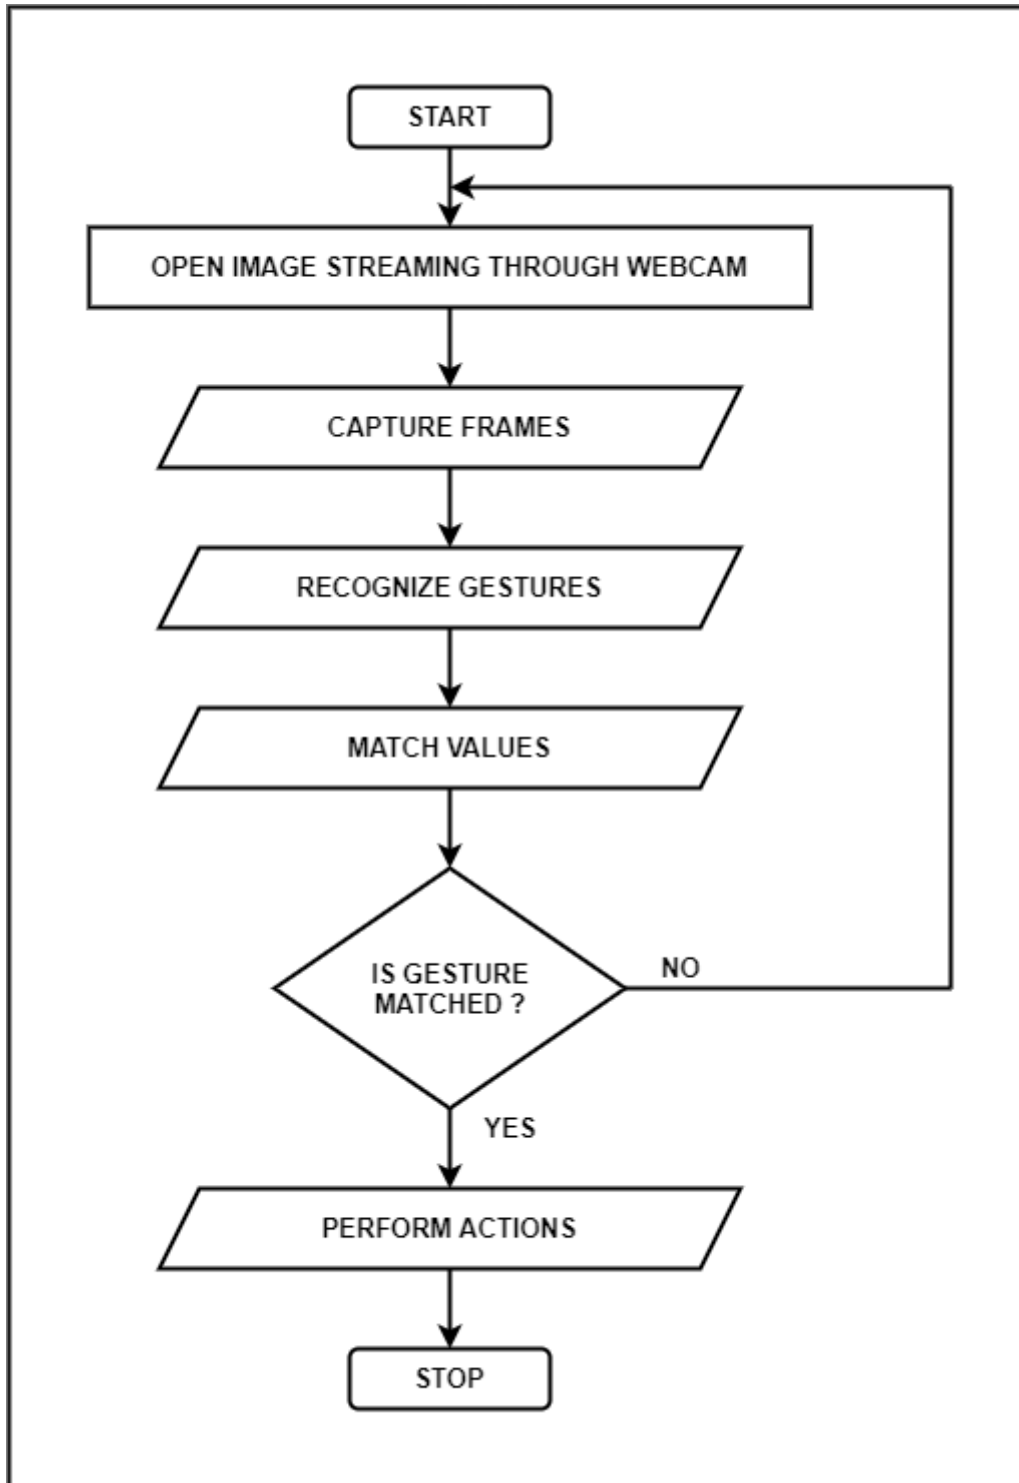 START
OPEN IMAGE STREAMING THROUGH WEBCAM
CAPTURE FRAMES
RECOGNIZE GESTURES
MATCH VALUES
IS GESTURE
MATCHED ?
NO
YES
PERFORM ACTIONS
STOP